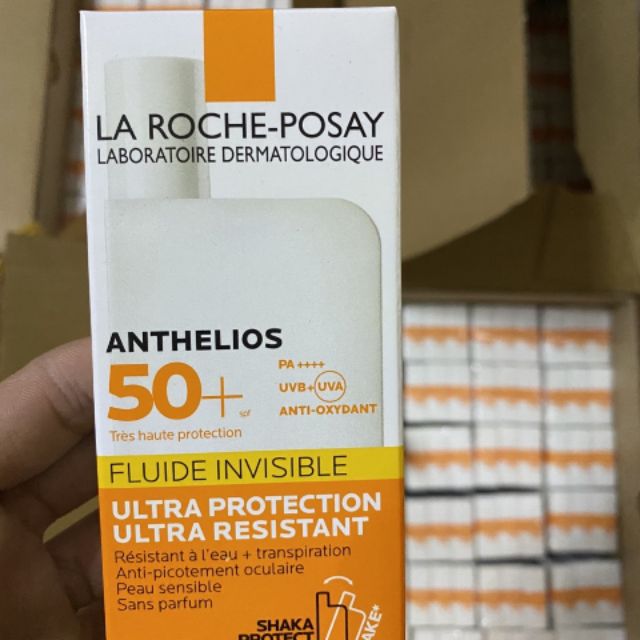 LA ROCHE-POSAY
LABORATOIRE DERMATOLOGIQUE
ANTHELIOS
50+
spf
PA ++++
UVB+UVA
ANTI-OXYDANT
Très haute protection
FLUIDE INVISIBLE
ULTRA PROTECTION
ULTRA RESISTANT
Résistant à l'eau + transpiration
Anti-picotement oculaire
Peau sensible
Sans parfum
SHAKA
PROTECT